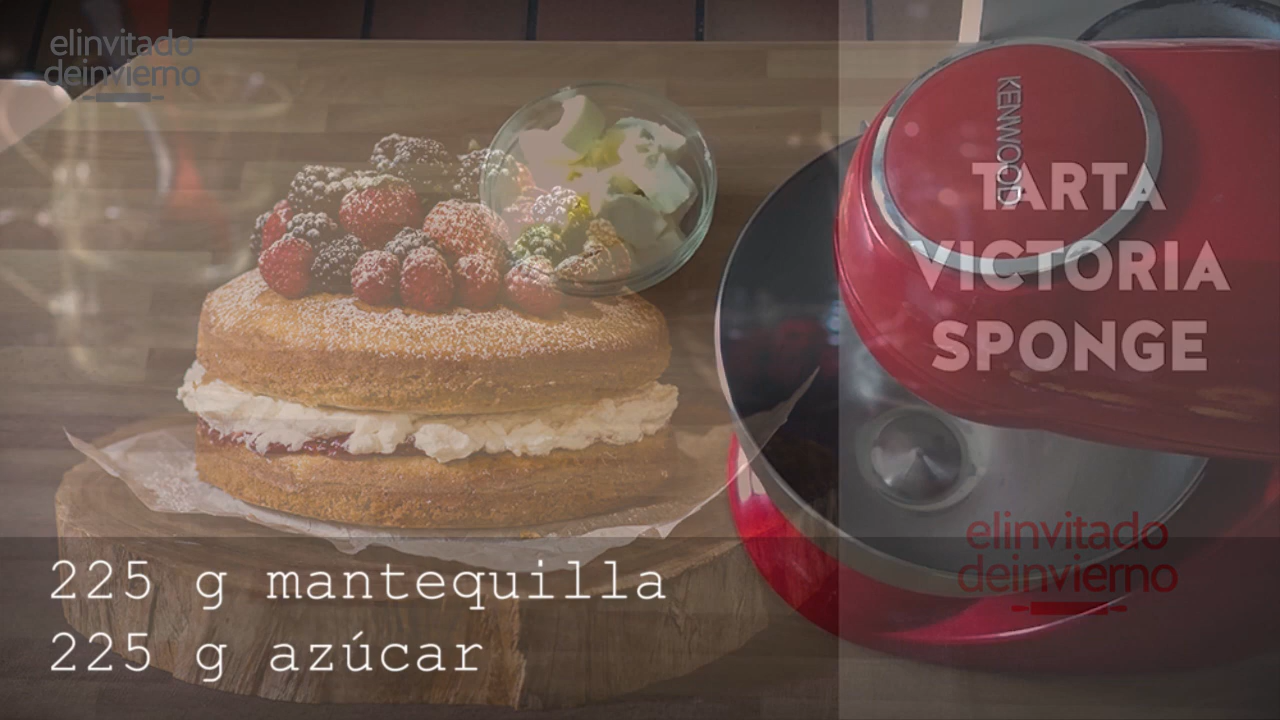 elinvitado
deinvierno
KENWOOD
TARTA
VICTORIA
SPONGE
elinvitado
deinvierno
225 g mantequilla
225 g azúcar